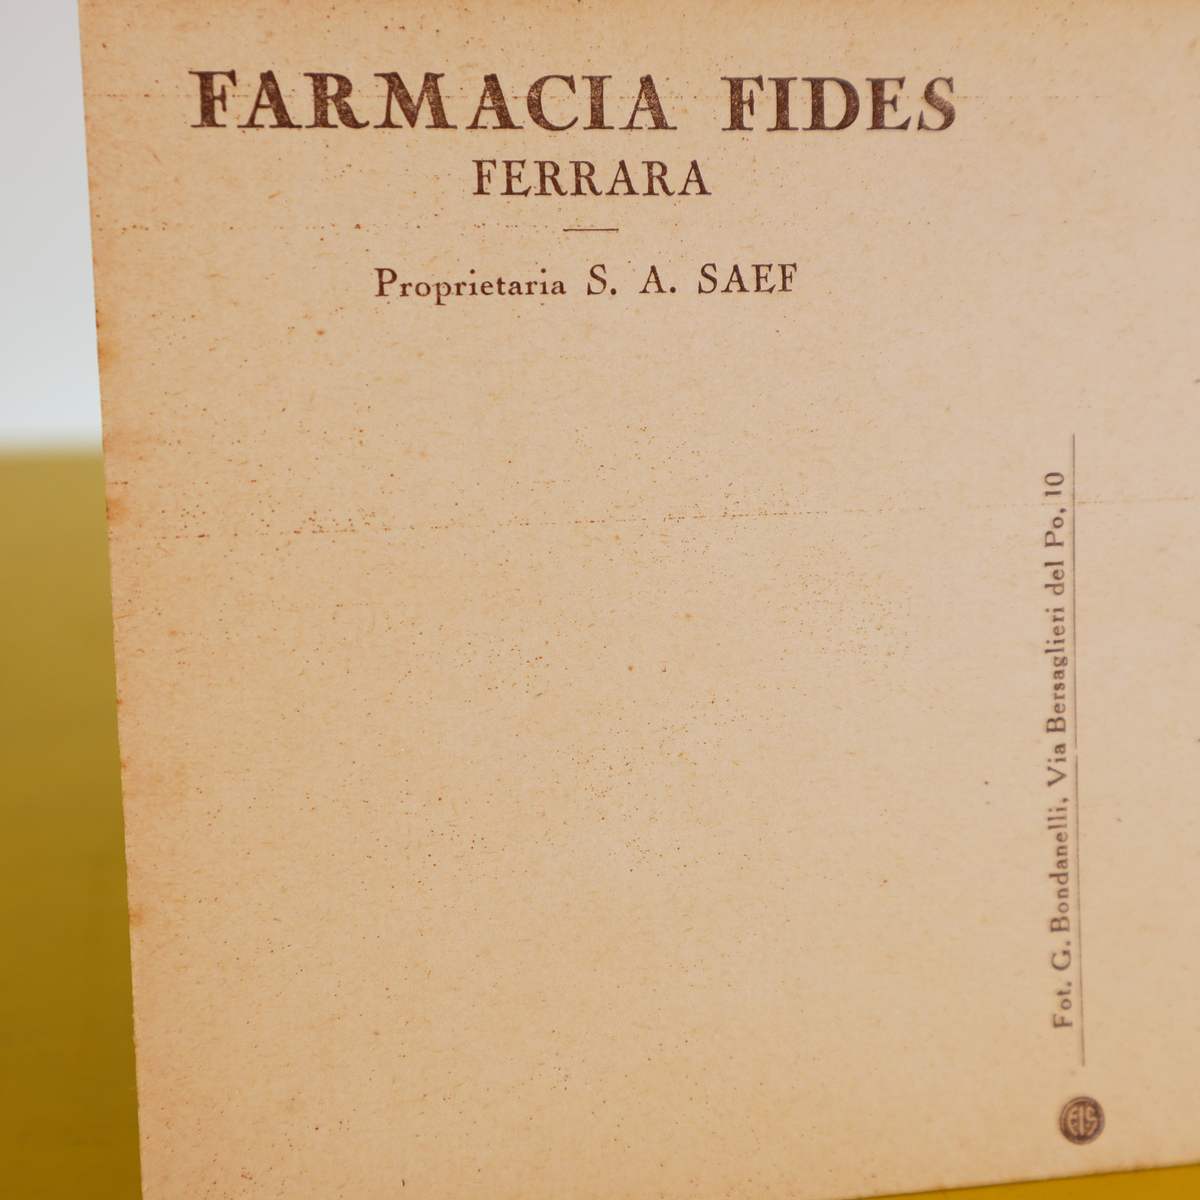 FARMACIA FIDES
FERRARA
Proprietaria S. A. SAEF
Fot. G. Bondanelli, Via Bersaglieri del Po, 10